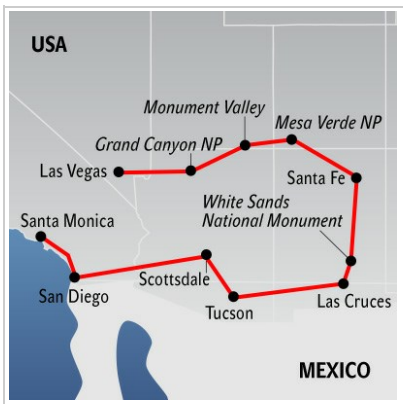 USA
Monument Valley
Mesa Verde NP
Grand Canyon NP
Las Vegas
Santa Fe
White Sands
National Monument
Santa Monica
Scottsdale
San Diego
Tucson
Las Cruces
MEXICO